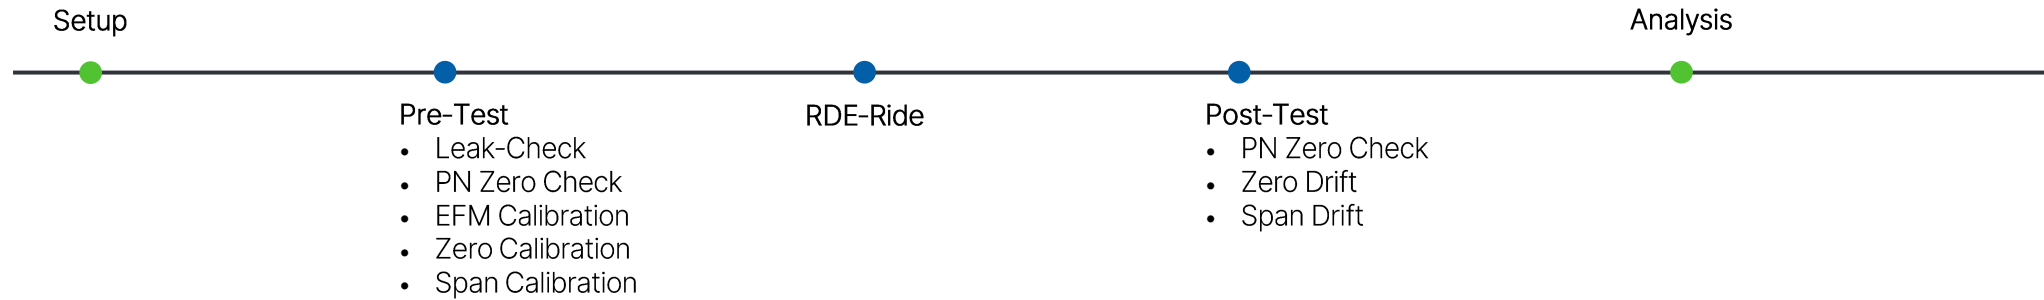 Setup
Analysis
Pre-Test
• Leak-Check
• PN Zero Check
• EFM Calibration
• Zero Calibration
• Span Calibration
RDE-Ride
Post-Test
• PN Zero Check
• Zero Drift
• Span Drift